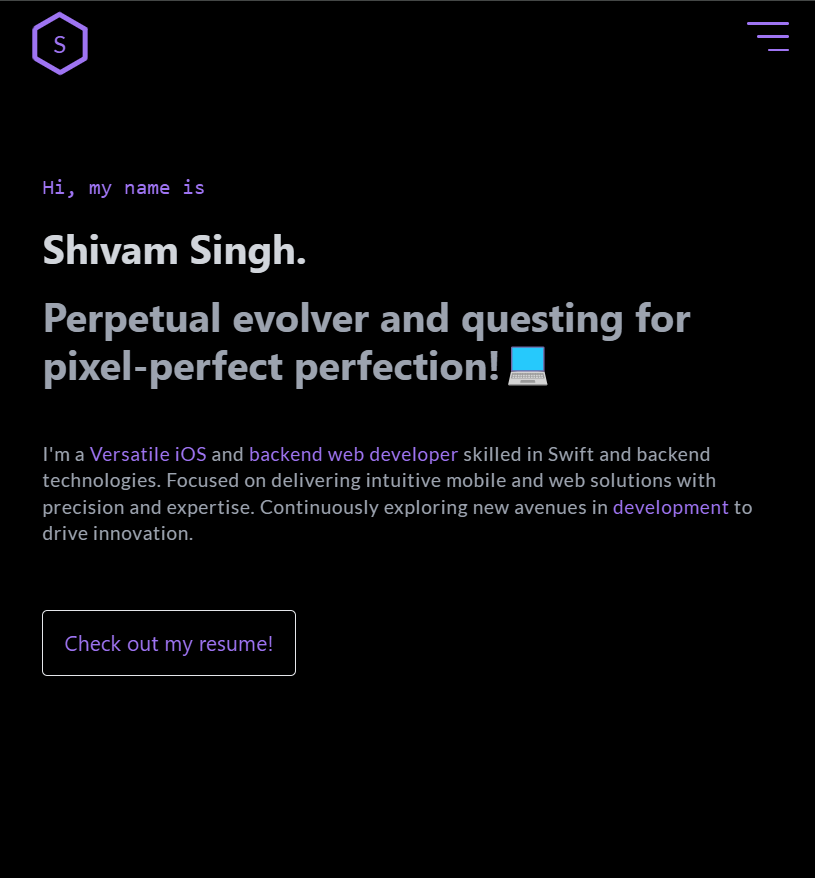 S
Hi, my name is
Shivam Singh.
Perpetual evolver and questing for
pixel-perfect perfection!💻
I'm a Versatile iOS and backend web developer skilled in Swift and backend
technologies. Focused on delivering intuitive mobile and web solutions with
precision and expertise. Continuously exploring new avenues in development to
drive innovation.
Check out my resume!